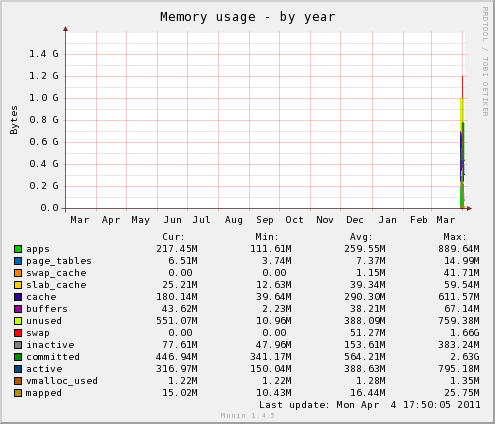 Memory usage - by year
RRDTOOL / TOBI OETIKER
Bytes
1.4 G
1.2 G
1.0 G
0.8 G
0.6 G
0.4 G
0.2 G
0.0
Mar Apr May Jun Jul Aug Sep Oct Nov Dec Jan Feb Mar
Cur: Min: Avg: Max:
apps 217.45M 111.61M 259.55M 889.64M
page_tables 6.51M 3.74M 7.37M 14.99M
swap_cache 0.00 0.00 1.15M 41.71M
slab_cache 25.21M 12.63M 39.34M 59.54M
cache 180.14M 39.64M 290.30M 611.57M
buffers 43.62M 2.23M 38.21M 67.14M
unused 551.07M 10.96M 388.09M 759.38M
swap 0.00 0.00 51.27M 1.66G
inactive 77.61M 47.96M 153.61M 383.24M
committed 446.94M 341.17M 564.21M 2.63G
active 316.97M 150.04M 388.63M 795.18M
vmalloc_used 1.22M 1.22M 1.28M 1.35M
mapped 15.02M 10.43M 16.44M 25.75M
Last update: Mon Apr 4 17:50:05 2011
Munin 1.4.5